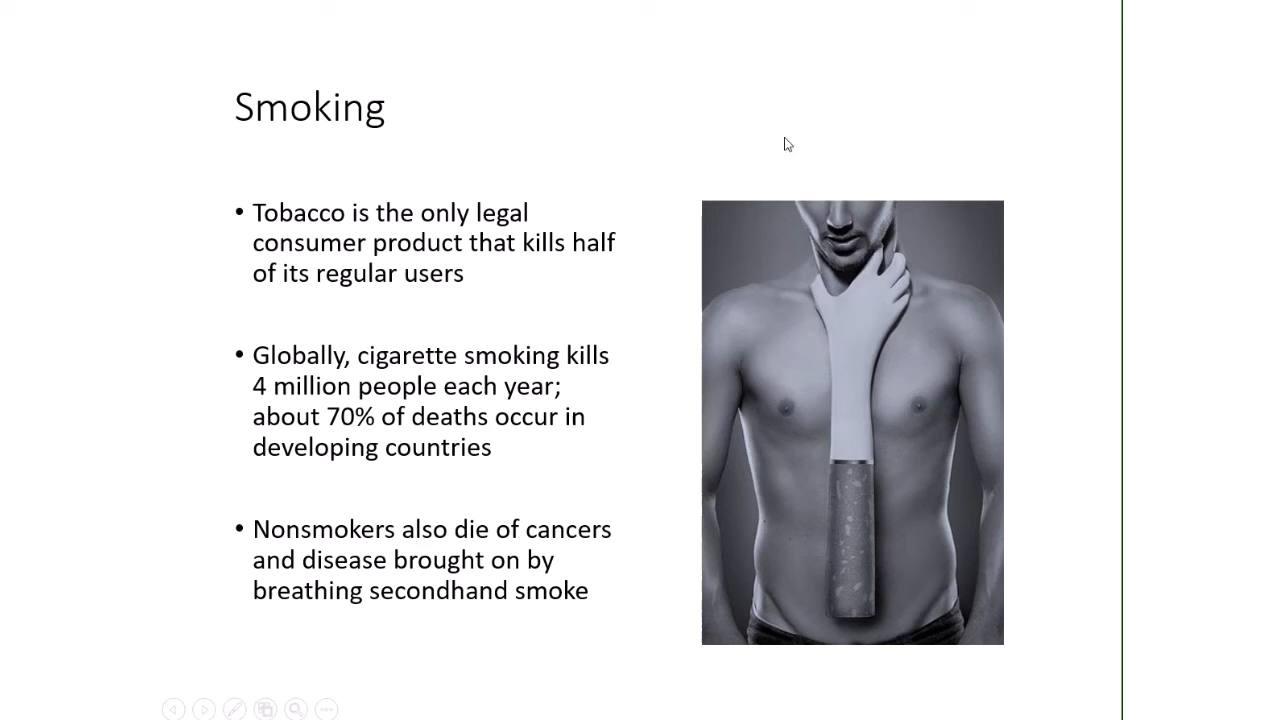 Smoking
• Tobacco is the only legal
consumer product that kills half
of its regular users
• Globally, cigarette smoking kills
4 million people each year;
about 70% of deaths occur in
developing countries
• Nonsmokers also die of cancers
and disease brought on by
breathing secondhand smoke